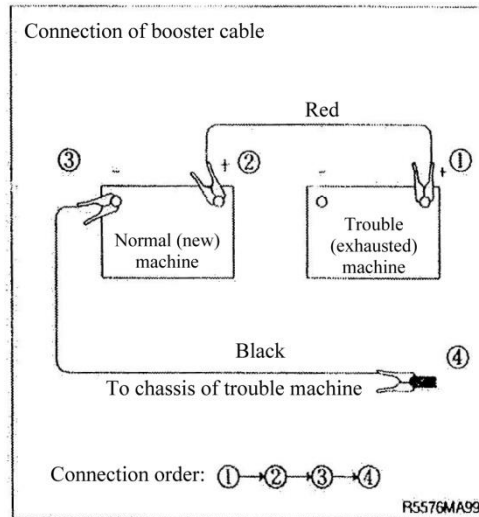 Connection of booster cable
Red
③ - + ② - + ①
Normal (new)
machine
Trouble
(exhausted)
machine
Black
④
To chassis of trouble machine
Connection order: ①→②→③→④
R5576MA99